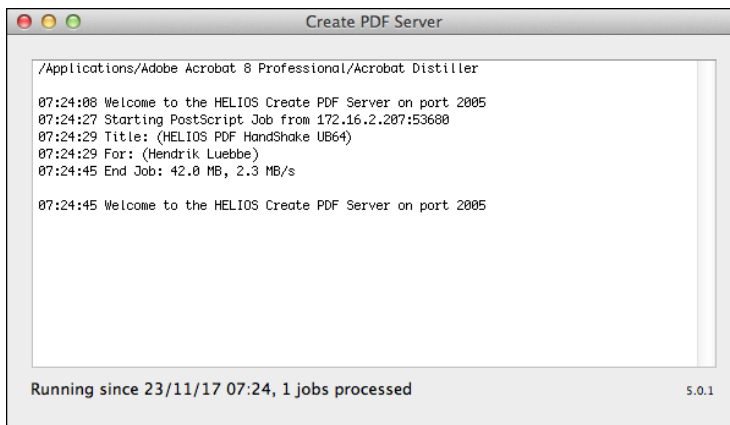 Create PDF Server
/Applications/Adobe Acrobat 8 Professional/Acrobat Distiller
07:24:08 Welcome to the HELIOS Create PDF Server on port 2005
07:24:27 Starting PostScript Job from 172.16.2.207:53680
07:24:29 Title: (HELIOS PDF HandShake UB64)
07:24:29 For: (Hendrik Luebbe)
07:24:45 End Job: 42.0 MB, 2.3 MB/s
07:24:45 Welcome to the HELIOS Create PDF Server on port 2005
Running since 23/11/17 07:24, 1 jobs processed
5.0.1